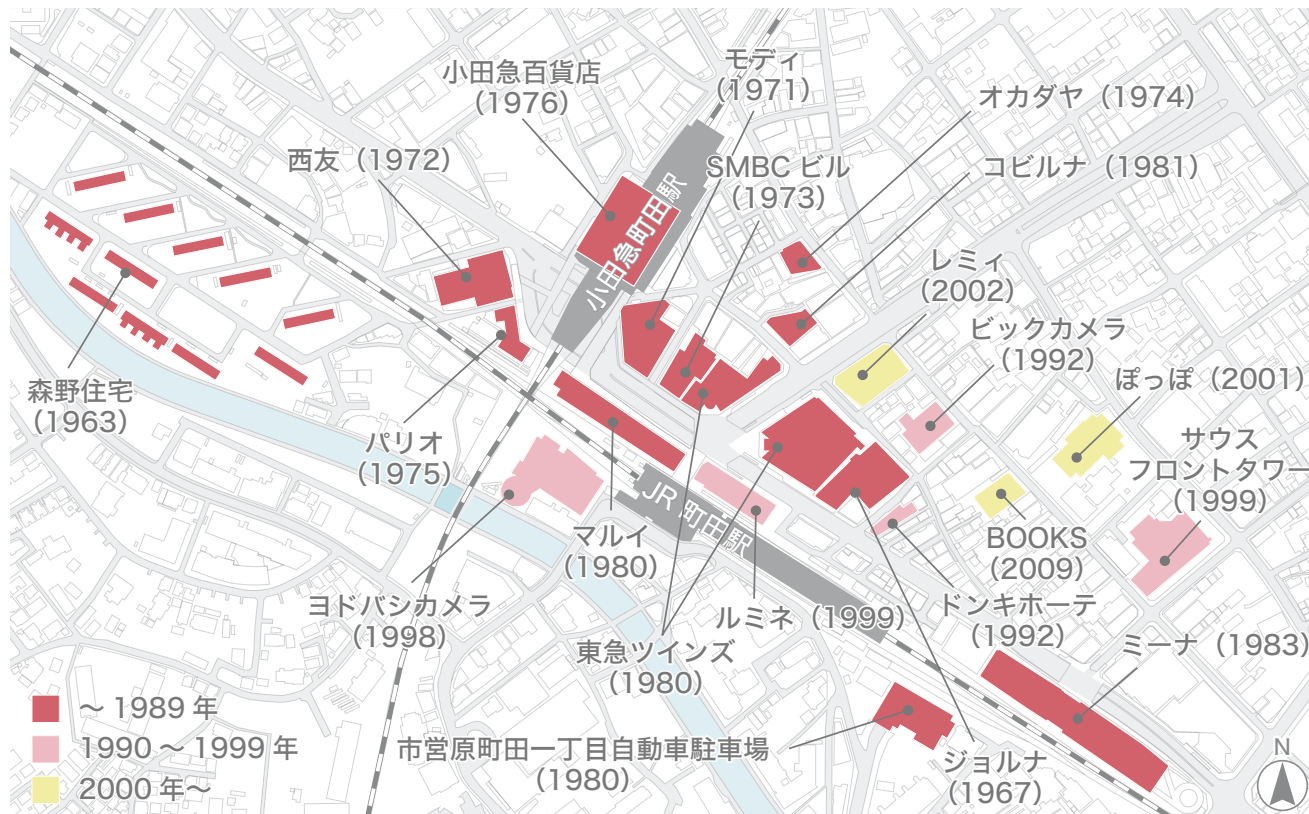 モディ
(1971)
小田急百貨店
(1976)
オカダヤ（1974）
西友（1972）
SMBC ビル
(1973)
コビルナ（1981）
小田急町田駅
レミィ
(2002)
ビックカメラ
(1992)
ぽっぽ（2001）
森野住宅
(1963)
パリオ
(1975)
サウス
フロントタワー
(1999)
JR 町田駅
マルイ
(1980)
BOOKS
(2009)
ヨドバシカメラ
(1998)
ルミネ（1999）
ドンキホーテ
(1992)
東急ツインズ
(1980)
ミーナ（1983）
～ 1989 年
1990 ～ 1999 年
2000 年～
市営原町田一丁目自動車駐車場
(1980)
ジョルナ
(1967)
N